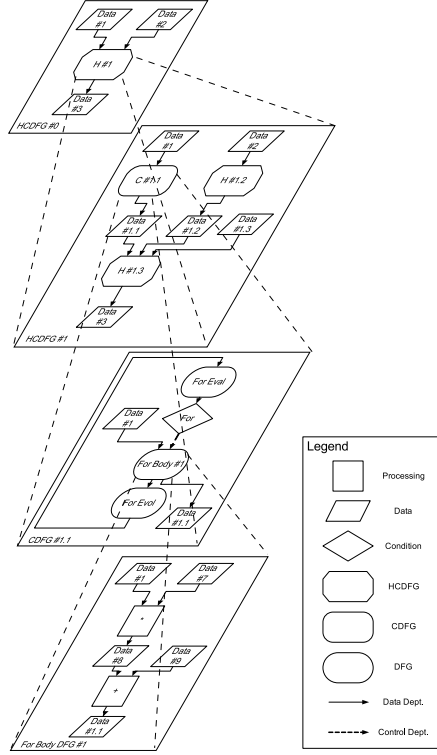 Data
#1
Data
#2
H #1
Data
#3
HCDFG #0
Data
#1
Data
#2
C #1.1
H #1.2
Data
#1.1
Data
#1.2
Data
#1.3
H #1.3
Data
#3
HCDFG #1
For Eval
Data
#1
For
For Body #1
For Evol
Data
#1.1
CDFG #1.1
Data
#1
Data
#7
*
Data
#8
Data
#9
+
Data
#1.1
For Body DFG #1
Legend
Processing
Data
Condition
HCDFG
CDFG
DFG
Data Dept.
Control Dept.